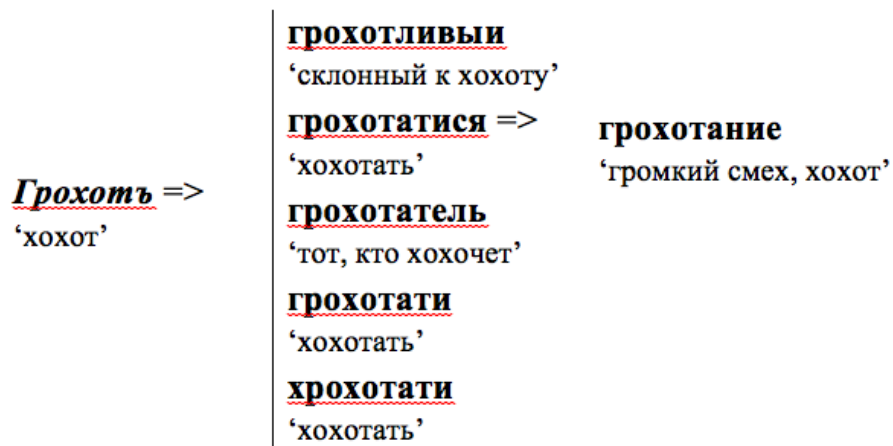 Грохотъ =>
‘хохот’
грохотливыи
‘склонный к хохоту’
грохотатися =>
‘хохотать’
грохотание
‘громкий смех, хохот’
грохотатель
‘тот, кто хохочет’
грохотати
‘хохотать’
хрохотати
‘хохотать’